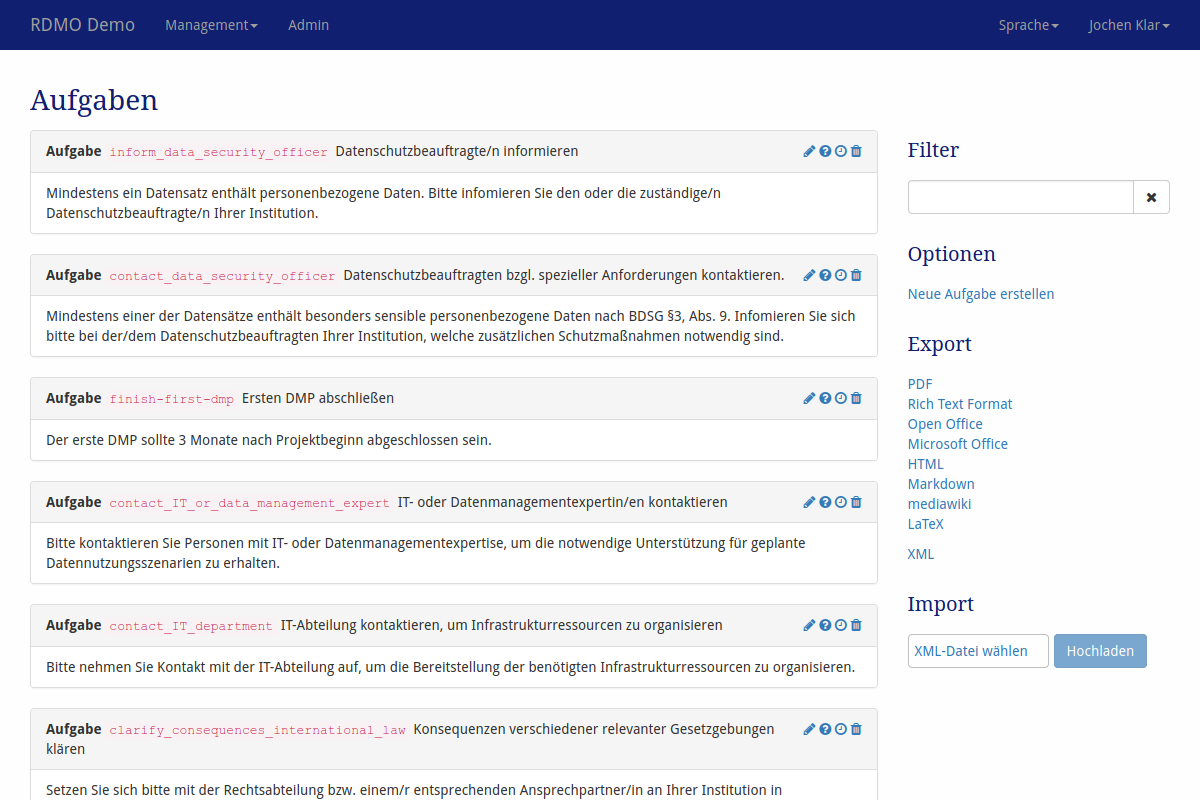 RDMO Demo Management Admin Sprache Jochen Klar
Aufgaben
Aufgabe inform_data_security_officer Datenschutzbeauftragte/n informieren
Mindestens ein Datensatz enthält personenbezogene Daten. Bitte infomieren Sie den oder die zuständige/n
Datenschutzbeauftragte/n Ihrer Institution.
Aufgabe contact_data_security_officer Datenschutzbeauftragten bzgl. spezieller Anforderungen kontaktieren.
Mindestens einer der Datensätze enthält besonders sensible personenbezogene Daten nach BDSG §3, Abs. 9. Infomieren Sie sich
bitte bei der/dem Datenschutzbeauftragten Ihrer Institution, welche zusätzlichen Schutzmaßnahmen notwendig sind.
Aufgabe finish-first-dmp Ersten DMP abschließen
Der erste DMP sollte 3 Monate nach Projektbeginn abgeschlossen sein.
Aufgabe contact_IT_or_data_management_expert IT- oder Datenmanagementexpertin/en kontaktieren
Bitte kontaktieren Sie Personen mit IT- oder Datenmanagementexpertise, um die notwendige Unterstützung für geplante
Datennutzungsszenarien zu erhalten.
Aufgabe contact_IT_department IT-Abteilung kontaktieren, um Infrastrukturressourcen zu organisieren
Bitte nehmen Sie Kontakt mit der IT-Abteilung auf, um die Bereitstellung der benötigten Infrastrukturressourcen zu organisieren.
Aufgabe clarify_consequences_international_law Konsequenzen verschiedener relevanter Gesetzgebungen
klären
Setzen Sie sich bitte mit der Rechtsabteilung bzw. einem/r entsprechenden Ansprechpartner/in an Ihrer Institution in
Filter
Optionen
Neue Aufgabe erstellen
Export
PDF
Rich Text Format
Open Office
Microsoft Office
HTML
Markdown
mediawiki
LaTeX
XML
Import
XML-Datei wählen Hochladen